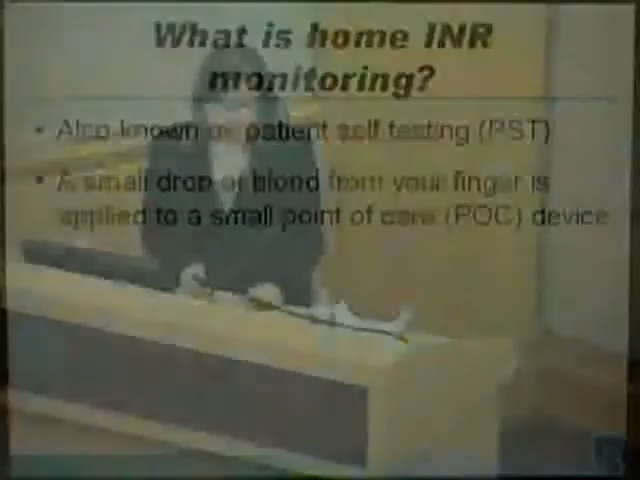 What is home INR
monitoring?
• Also known as patient self testing (PST)
• A small drop of blood from your finger is
applied to a small point of care (POC) device